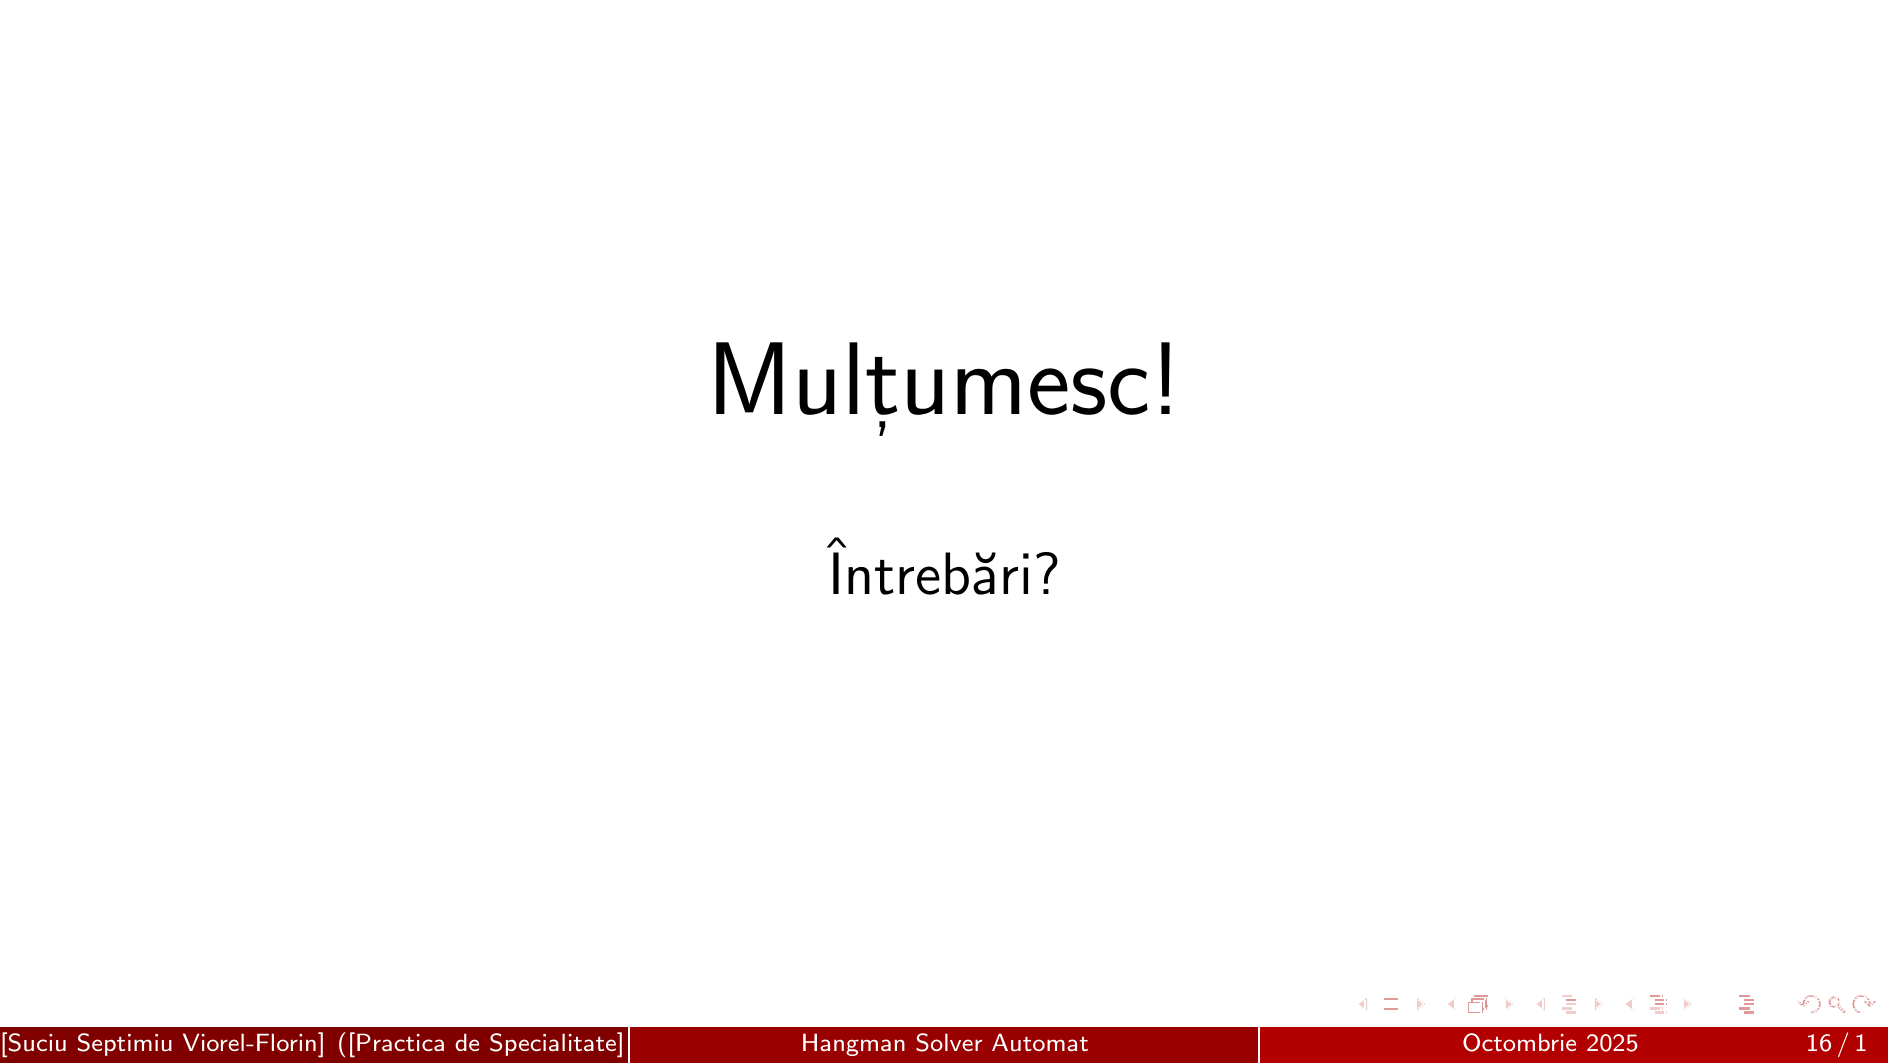 Mulțumesc!
Întrebări?
[Suciu Septimiu Viorel-Florin] ([Practica de Specialitate]
Hangman Solver Automat
Octombrie 2025
16 / 1